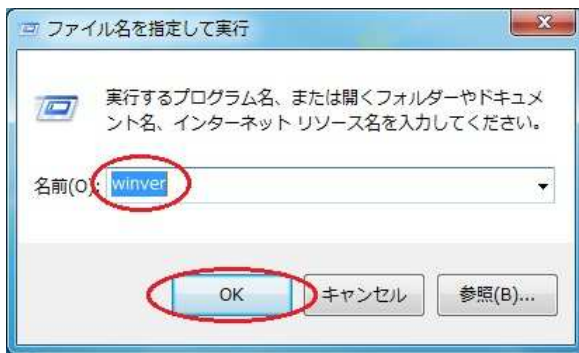 ファイル名を指定して実行
実行するプログラム名、または開くフォルダーやドキュメ
ント名、インターネット リソース名を入力してください。
名前(O): winver
OK キャンセル 参照(B)...